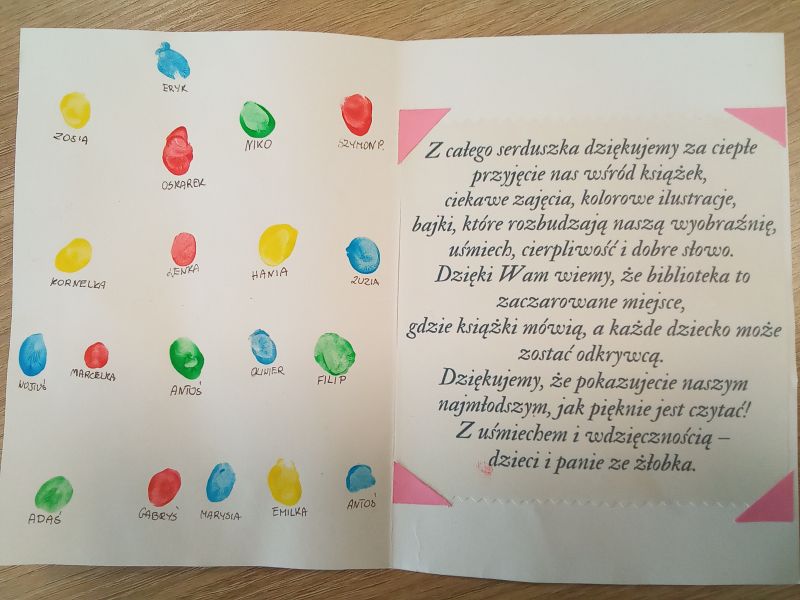 ERYK
ZOSIA
NIKO
SZYMON P.
OSKAREK
KORNELKA
LENKA
HANIA
ZUZIA
WOJTUŚ
MARCELKA
ANTOŚ
OLIWIER
FILIP
ADAŚ
GABRYŚ
MARYSIA
EMILKA
ANTOŚ
Z całego serduszka dziękujemy za ciepłe
przyjęcie nas wśród książek,
ciekawe zajęcia, kolorowe ilustracje,
bajki, które rozbudzają naszą wyobraźnię,
uśmiech, cierpliwość i dobre słowo.
Dzięki Wam wiemy, że biblioteka to
zaczarowane miejsce,
gdzie książki mówią, a każde dziecko może
zostać odkrywcą.
Dziękujemy, że pokazujecie naszym
najmłodszym, jak pięknie jest czytać!
Z uśmiechem i wdzięcznością –
dzieci i panie ze żłobka.